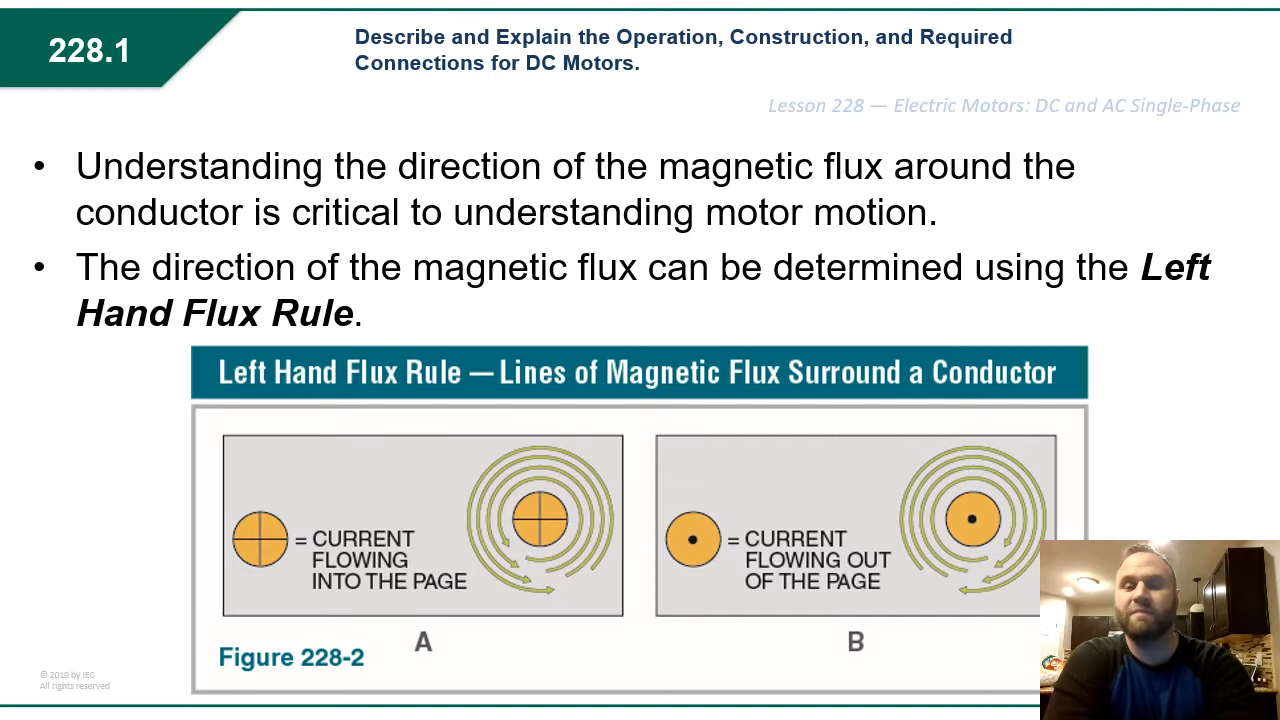 228.1
Describe and Explain the Operation, Construction, and Required
Connections for DC Motors.
Lesson 228 — Electric Motors: DC and AC Single-Phase
• Understanding the direction of the magnetic flux around the
conductor is critical to understanding motor motion.
• The direction of the magnetic flux can be determined using the Left
Hand Flux Rule.
Left Hand Flux Rule — Lines of Magnetic Flux Surround a Conductor
= CURRENT
FLOWING
INTO THE PAGE
A
= CURRENT
FLOWING OUT
OF THE PAGE
B
Figure 228-2
© 2019 by IEC
All rights reserved